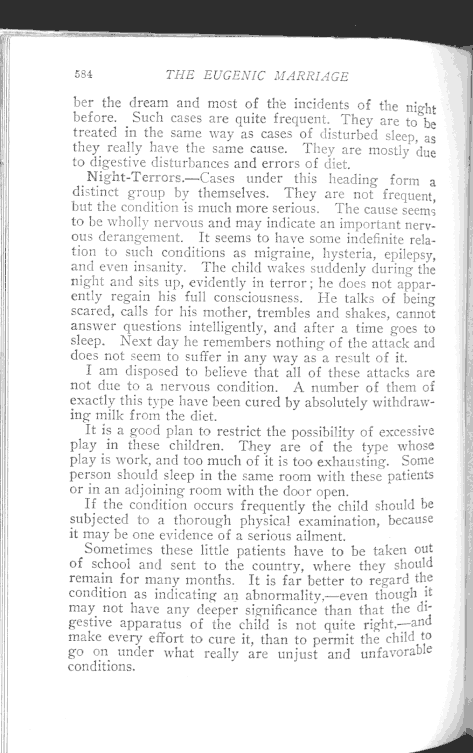 584 THE EUGENIC MARRIAGE
ber the dream and most of the incidents of the night
before. Such cases are quite frequent. They are to be
treated in the same way as cases of disturbed sleep, as
they really have the same cause. They are mostly due
to digestive disturbances and errors of diet.
Night-Terrors.—Cases under this heading form a
distinct group by themselves. They are not frequent,
but the condition is much more serious. The cause seems
to be wholly nervous and may indicate an important nerv-
ous derangement. It seems to have some indefinite rela-
tion to such conditions as migraine, hysteria, epilepsy,
and even insanity. The child wakes suddenly during the
night and sits up, evidently in terror; he does not appar-
ently regain his full consciousness. He talks of being
scared, calls for his mother, trembles and shakes, cannot
answer questions intelligently, and after a time goes to
sleep. Next day he remembers nothing of the attack and
does not seem to suffer in any way as a result of it.
I am disposed to believe that all of these attacks are
not due to a nervous condition. A number of them of
exactly this type have been cured by absolutely withdraw-
ing milk from the diet.
It is a good plan to restrict the possibility of excessive
play in these children. They are of the type whose
play is work, and too much of it is too exhausting. Some
person should sleep in the same room with these patients
or in an adjoining room with the door open.
If the condition occurs frequently the child should be
subjected to a thorough physical examination, because
it may be one evidence of a serious ailment.
Sometimes these little patients have to be taken out
of school and sent to the country, where they should
remain for many months. It is far better to regard the
condition as indicating an abnormality,—even though it
may not have any deeper significance than that the di-
gestive apparatus of the child is not quite right,—and
make every effort to cure it, than to permit the child to
go on under what really are unjust and unfavorable
conditions.